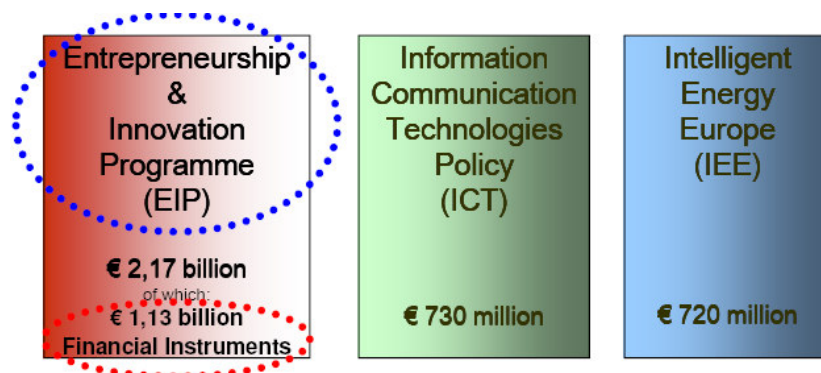 Entrepreneurship
&
Innovation
Programme
(EIP)
€ 2,17 billion
of which:
€ 1,13 billion
Financial Instruments
Information
Communication
Technologies
Policy
(ICT)
€ 730 million
Intelligent
Energy
Europe
(IEE)
€ 720 million